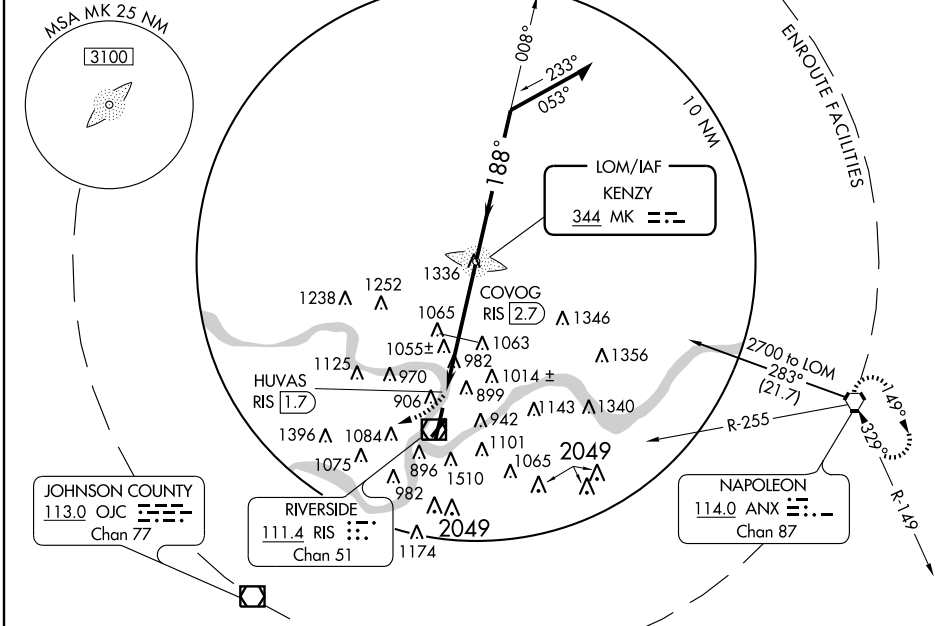 MSA MK 25 NM
3100
008°
233°
053°
10 NM
ENROUTE FACILITIES
188°
LOM/IAF
KENZY
344 MK
1336
1238
1252
COVOG
RIS 2.7
1065
1346
1055±
1063
1125
970
982
1014 ±
1356
2700 to LOM
283°
(21.7)
HUVAS
RIS 1.7
906
899
149°
942
1143
1340
R-255
329°
1396
1084
1075
896
1101
1510
1065
2049
982
R-149
JOHNSON COUNTY
113.0 OJC
Chan 77
RIVERSIDE
111.4 RIS
Chan 51
2049
1174
NAPOLEON
114.0 ANX
Chan 87